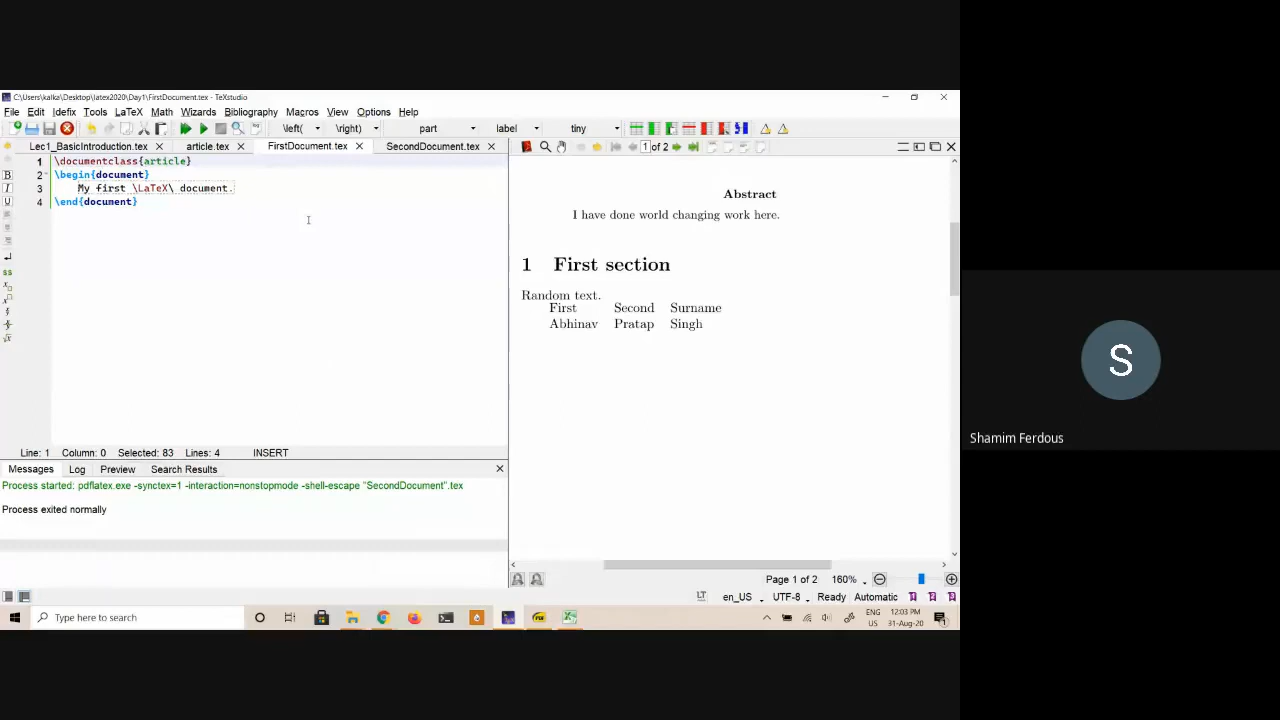 C:\Users\kalka\Desktop\latex2020\Day1\FirstDocument.tex - TeXstudio
File Edit Idefix Tools LaTeX Math Wizards Bibliography Macros View Options Help
\left( \right) part label tiny
Lec1_BasicIntroduction.tex article.tex FirstDocument.tex SecondDocument.tex
1 of 2
1 \documentclass{article}
2 \begin{document}
3 My first \LaTeX\ document.
4 \end{document}
Line: 1 Column: 0 Selected: 83 Lines: 4 INSERT
Messages Log Preview Search Results
Process started: pdflatex.exe -synctex=1 -interaction=nonstopmode -shell-escape "SecondDocument".tex
Process exited normally
Abstract
I have done world changing work here.
1 First section
Random text.
First Second Surname
Abhinav Pratap Singh
Page 1 of 2 160%
LT en_US UTF-8 Ready Automatic
Type here to search
ENG
US
12:03 PM
31-Aug-20
S
Shamim Ferdous